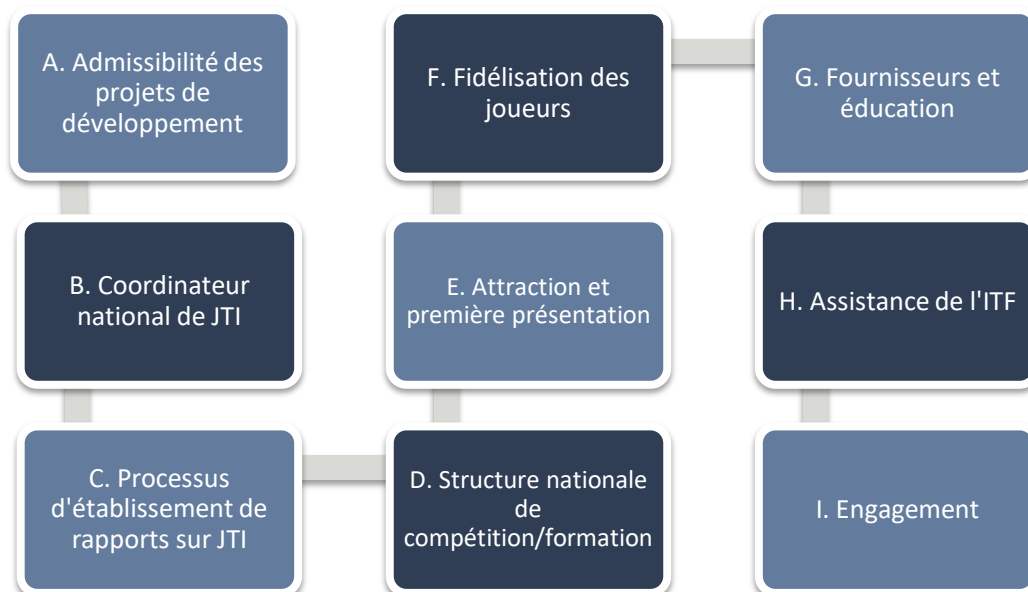 A. Admissibilité des
projets de
développement
B. Coordinateur
national de JTI
C. Processus
d'établissement de
rapports sur JTI
D. Structure nationale
de
compétition/formation
E. Attraction et
première présentation
F. Fidélisation des
joueurs
G. Fournisseurs et
éducation
H. Assistance de l'ITF
I. Engagement